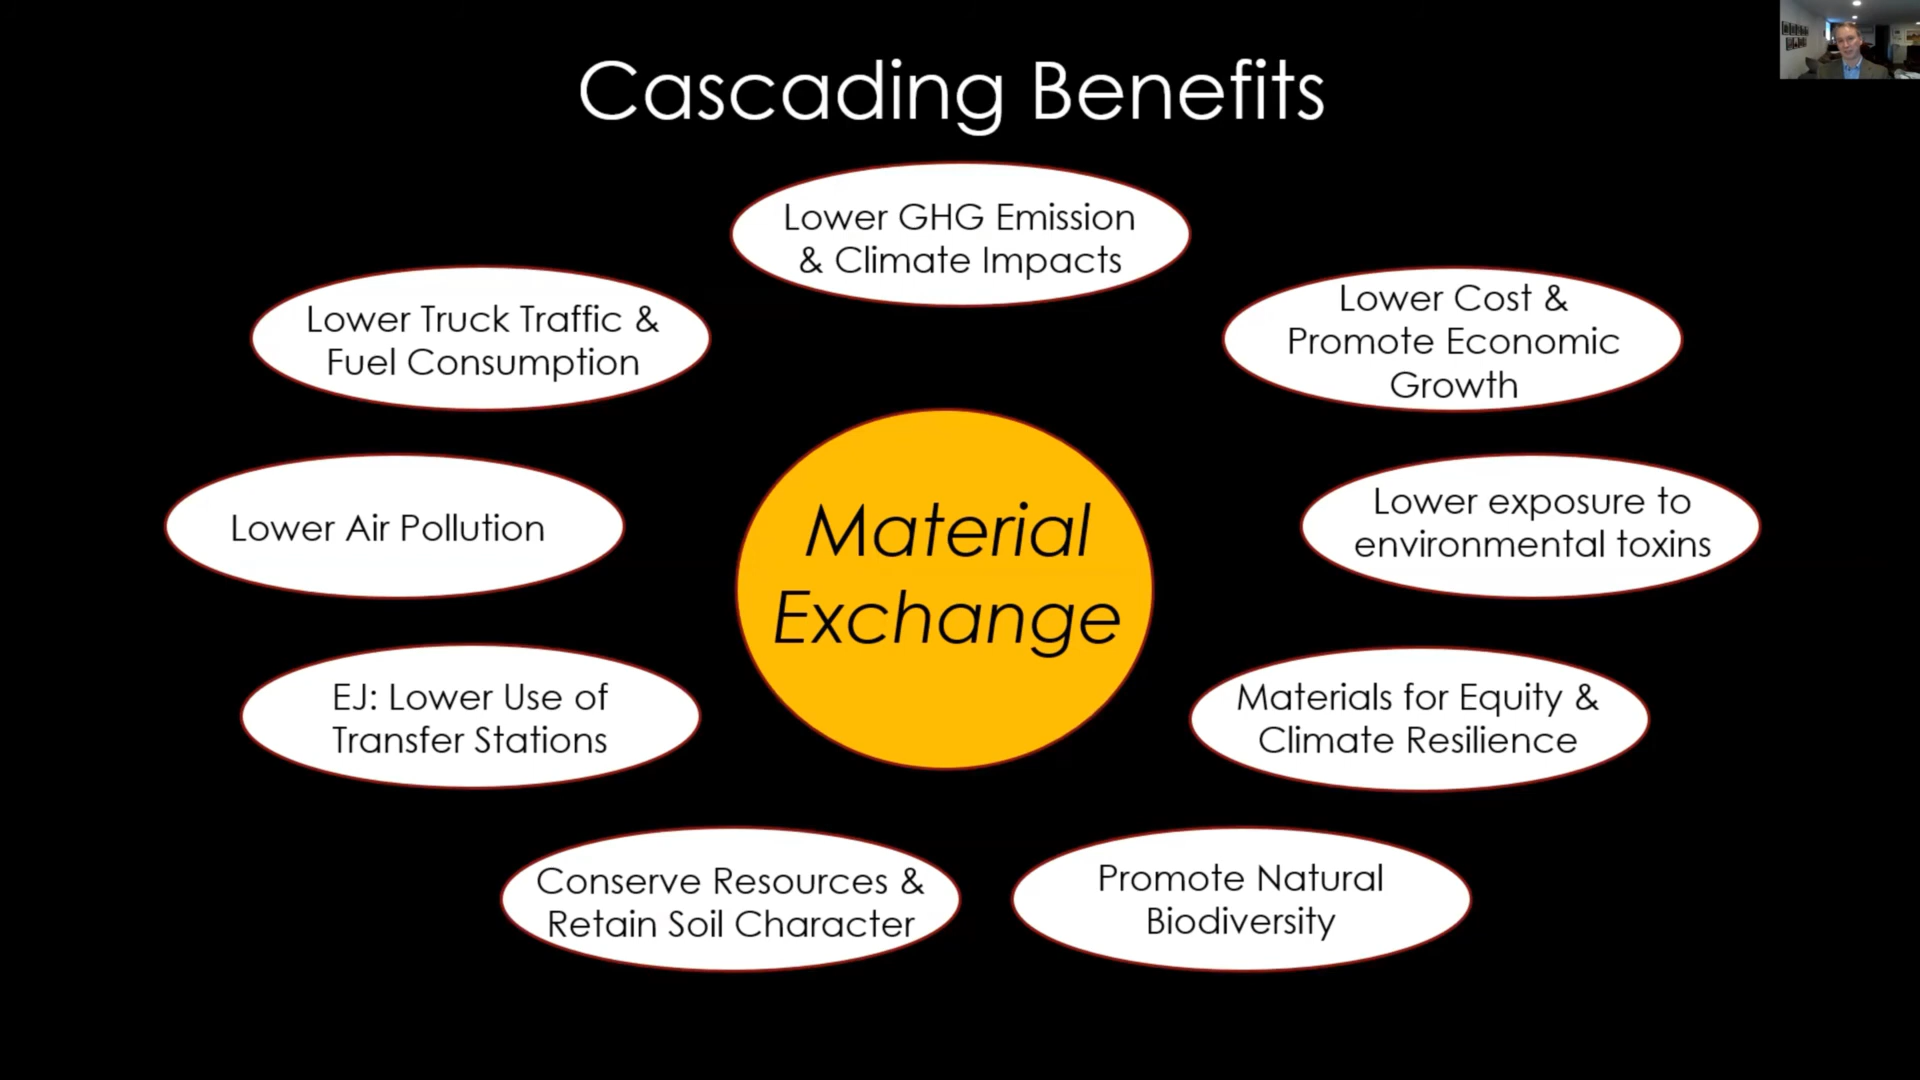 Cascading Benefits
Lower GHG Emission
& Climate Impacts
Lower Truck Traffic &
Fuel Consumption
Lower Cost &
Promote Economic
Growth
Lower Air Pollution
Material
Exchange
Lower exposure to
environmental toxins
EJ: Lower Use of
Transfer Stations
Materials for Equity &
Climate Resilience
Conserve Resources &
Retain Soil Character
Promote Natural
Biodiversity